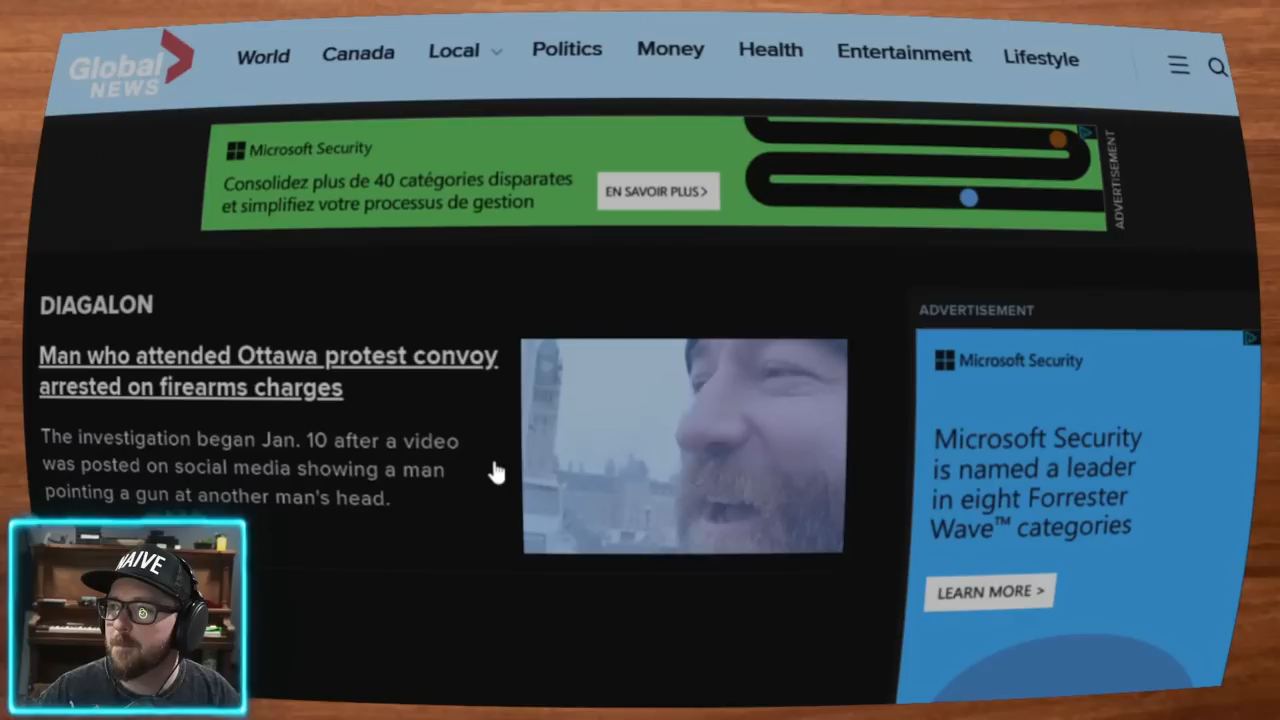 Global NEWS
World Canada Local Politics Money Health Entertainment Lifestyle
Microsoft Security
Consolidez plus de 40 catégories disparates
et simplifiez votre processus de gestion
EN SAVOIR PLUS >
ADVERTISEMENT
DIAGALON
Man who attended Ottawa protest convoy
arrested on firearms charges
The investigation began Jan. 10 after a video
was posted on social media showing a man
pointing a gun at another man's head.
ADVERTISEMENT
Microsoft Security
Microsoft Security
is named a leader
in eight Forrester
Wave™ categories
LEARN MORE >
NAIVE